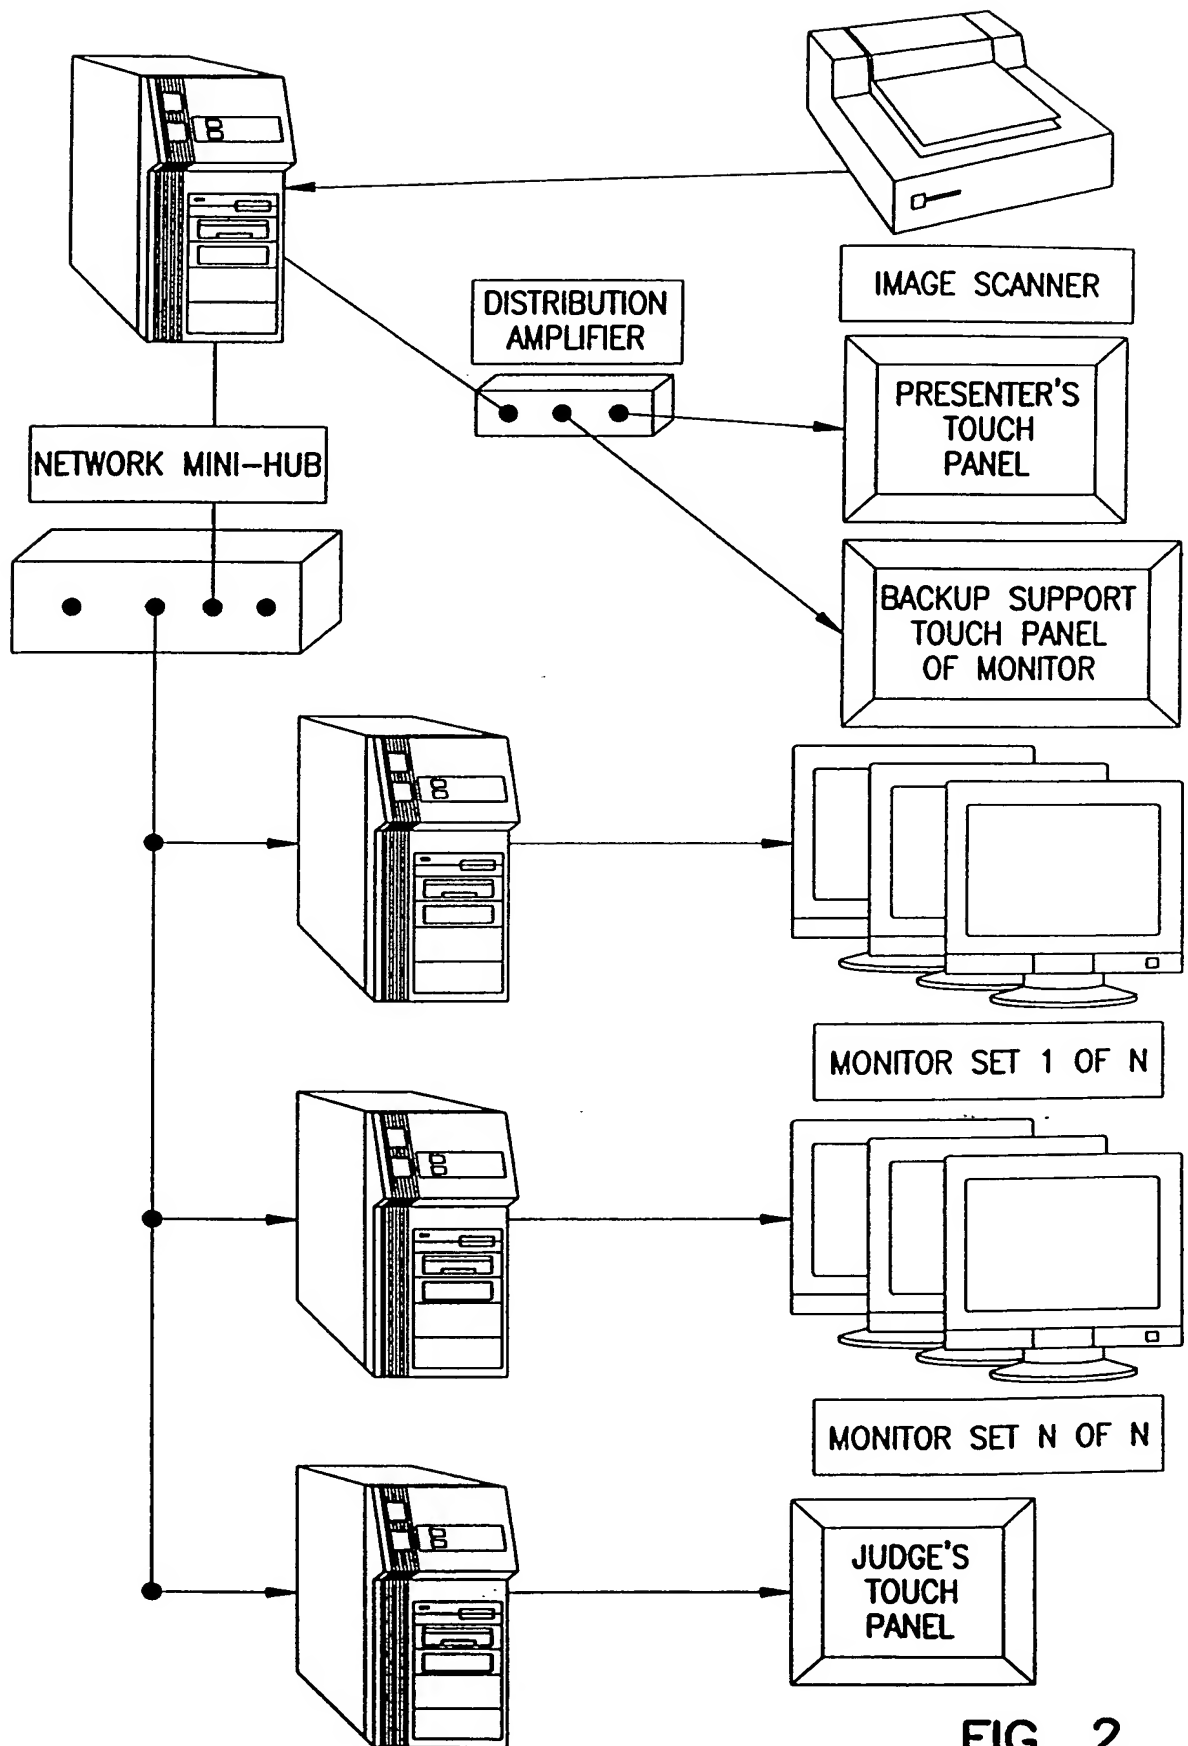 IMAGE SCANNER
DISTRIBUTION
AMPLIFIER
PRESENTER'S
TOUCH
PANEL
NETWORK MINI-HUB
BACKUP SUPPORT
TOUCH PANEL
OF MONITOR
MONITOR SET 1 OF N
MONITOR SET N OF N
JUDGE'S
TOUCH
PANEL
FIG. 2